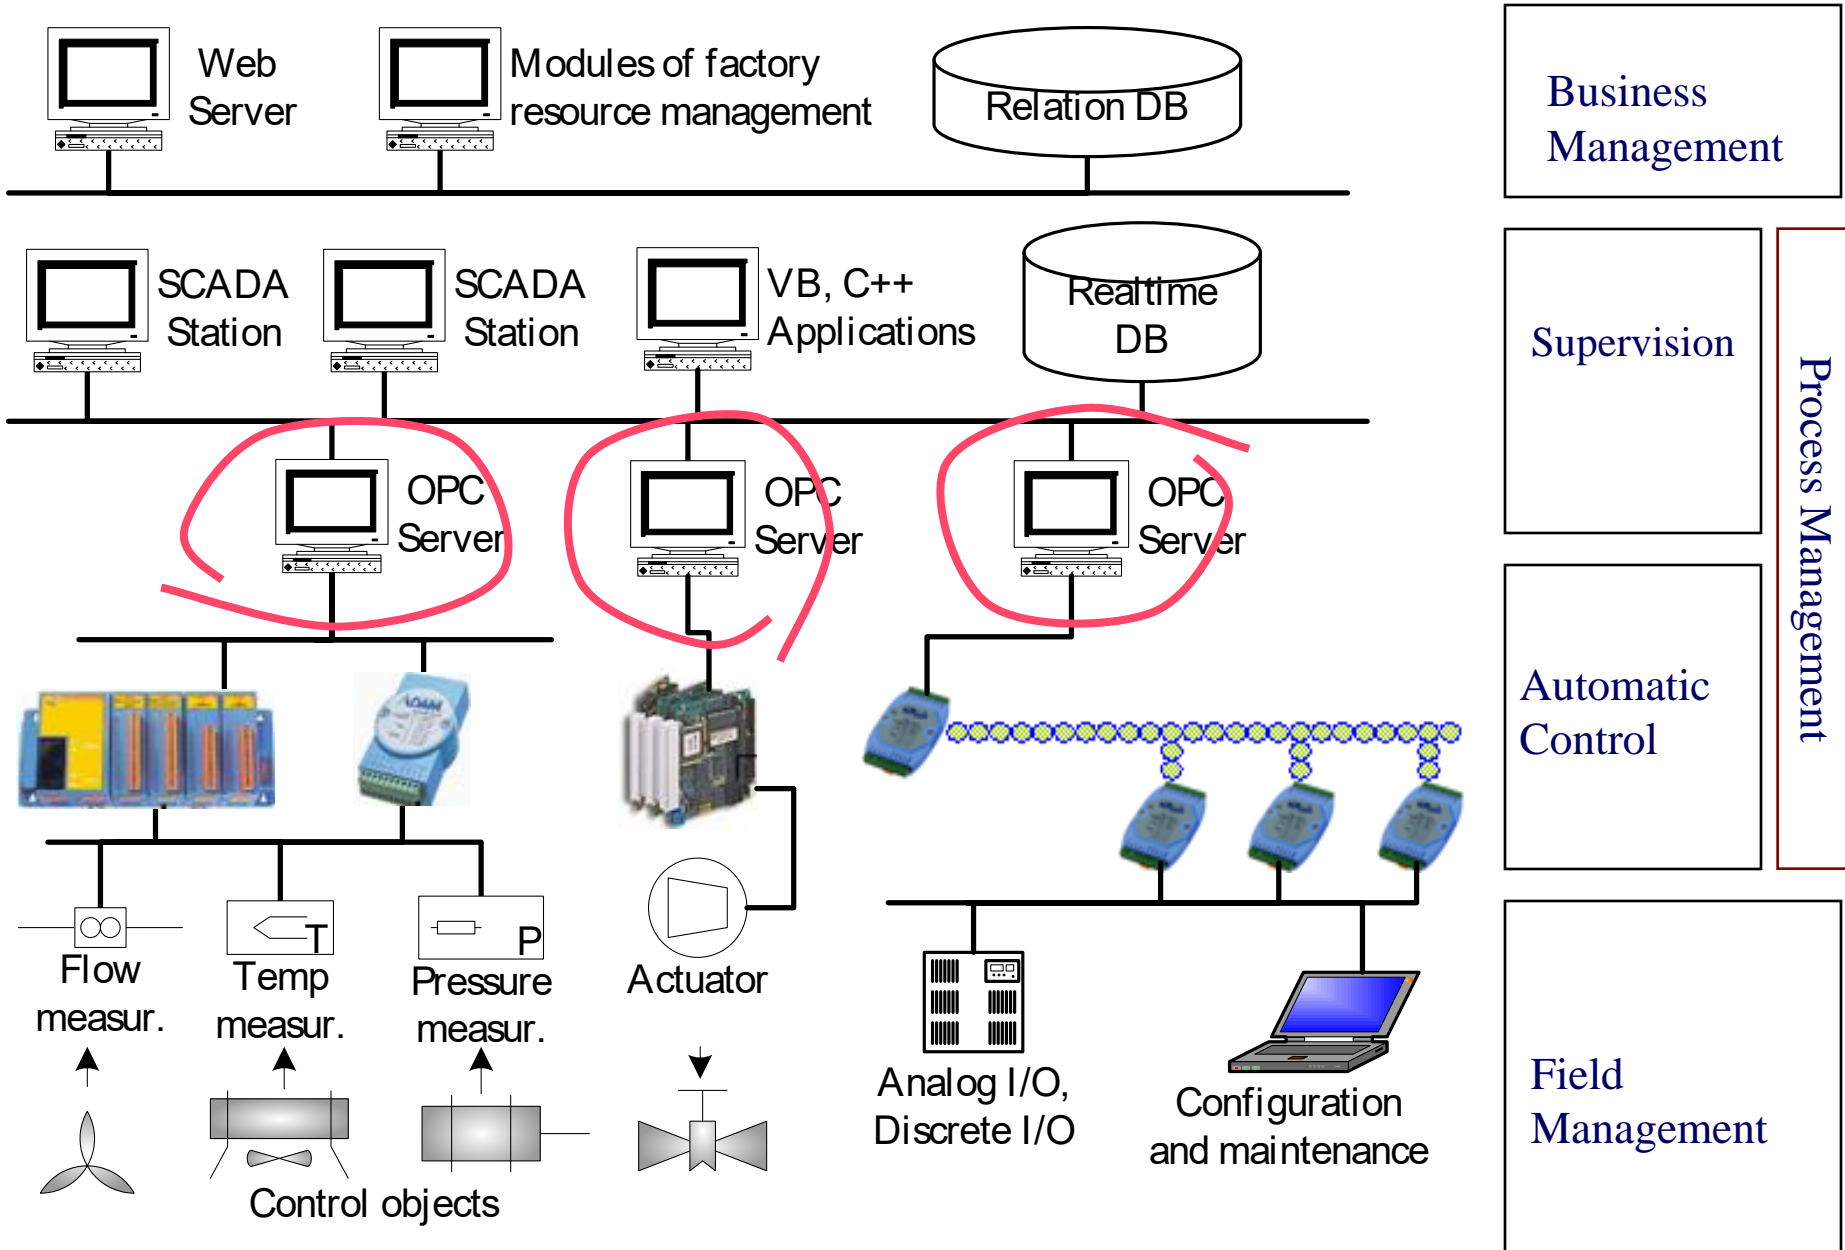 Web
Server
Modules of factory
resource management
Relation DB
Business
Management
SCADA
Station
SCADA
Station
VB, C++
Applications
Realtime
DB
Supervision
Process Management
OPC
Server
OPC
Server
OPC
Server
ADAM
Automatic
Control
T
P
Flow
measur.
Temp
measur.
Pressure
measur.
Actuator
Analog I/O,
Discrete I/O
Configuration
and maintenance
Field
Management
Control objects